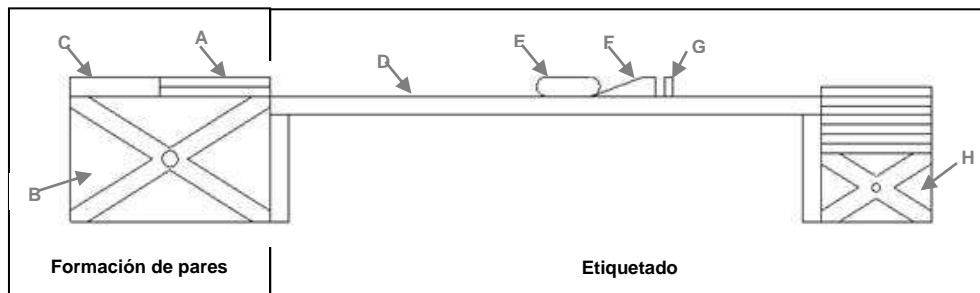 C
A
D
E
F
G
B
H
Formación de pares
Etiquetado